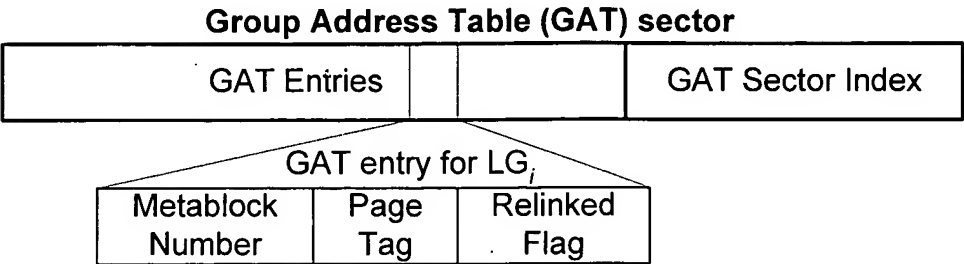 Group Address Table (GAT) sector
GAT Entries GAT Sector Index
GAT entry for LGi
Metablock Page Relinked
Number Tag Flag